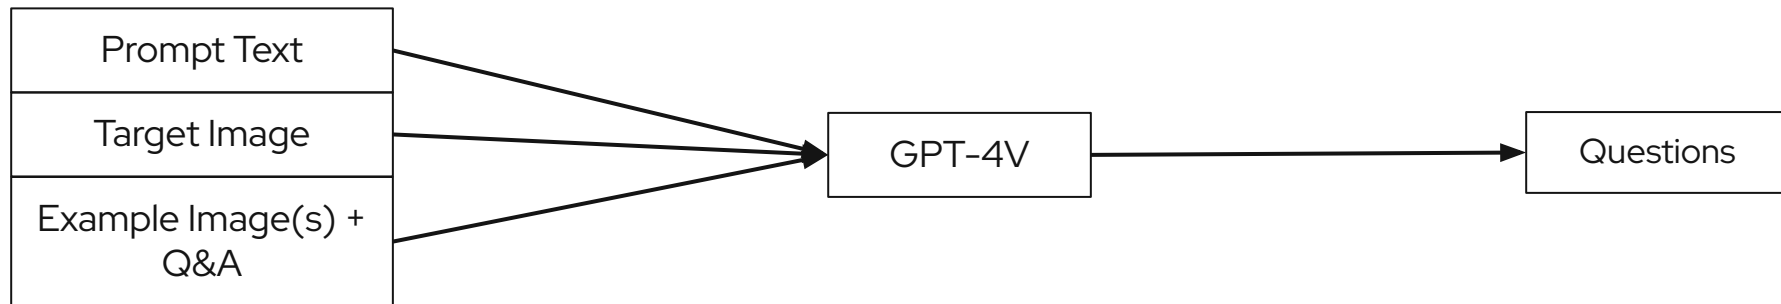 Prompt Text
Target Image
Example Image(s) +
Q&A
GPT-4V
Questions